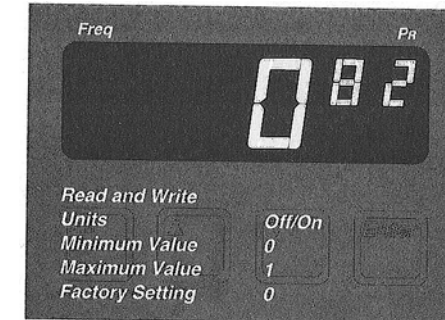 Freq PR
0 82
Read and Write
Units Off/On
Minimum Value 0
Maximum Value 1
Factory Setting 0